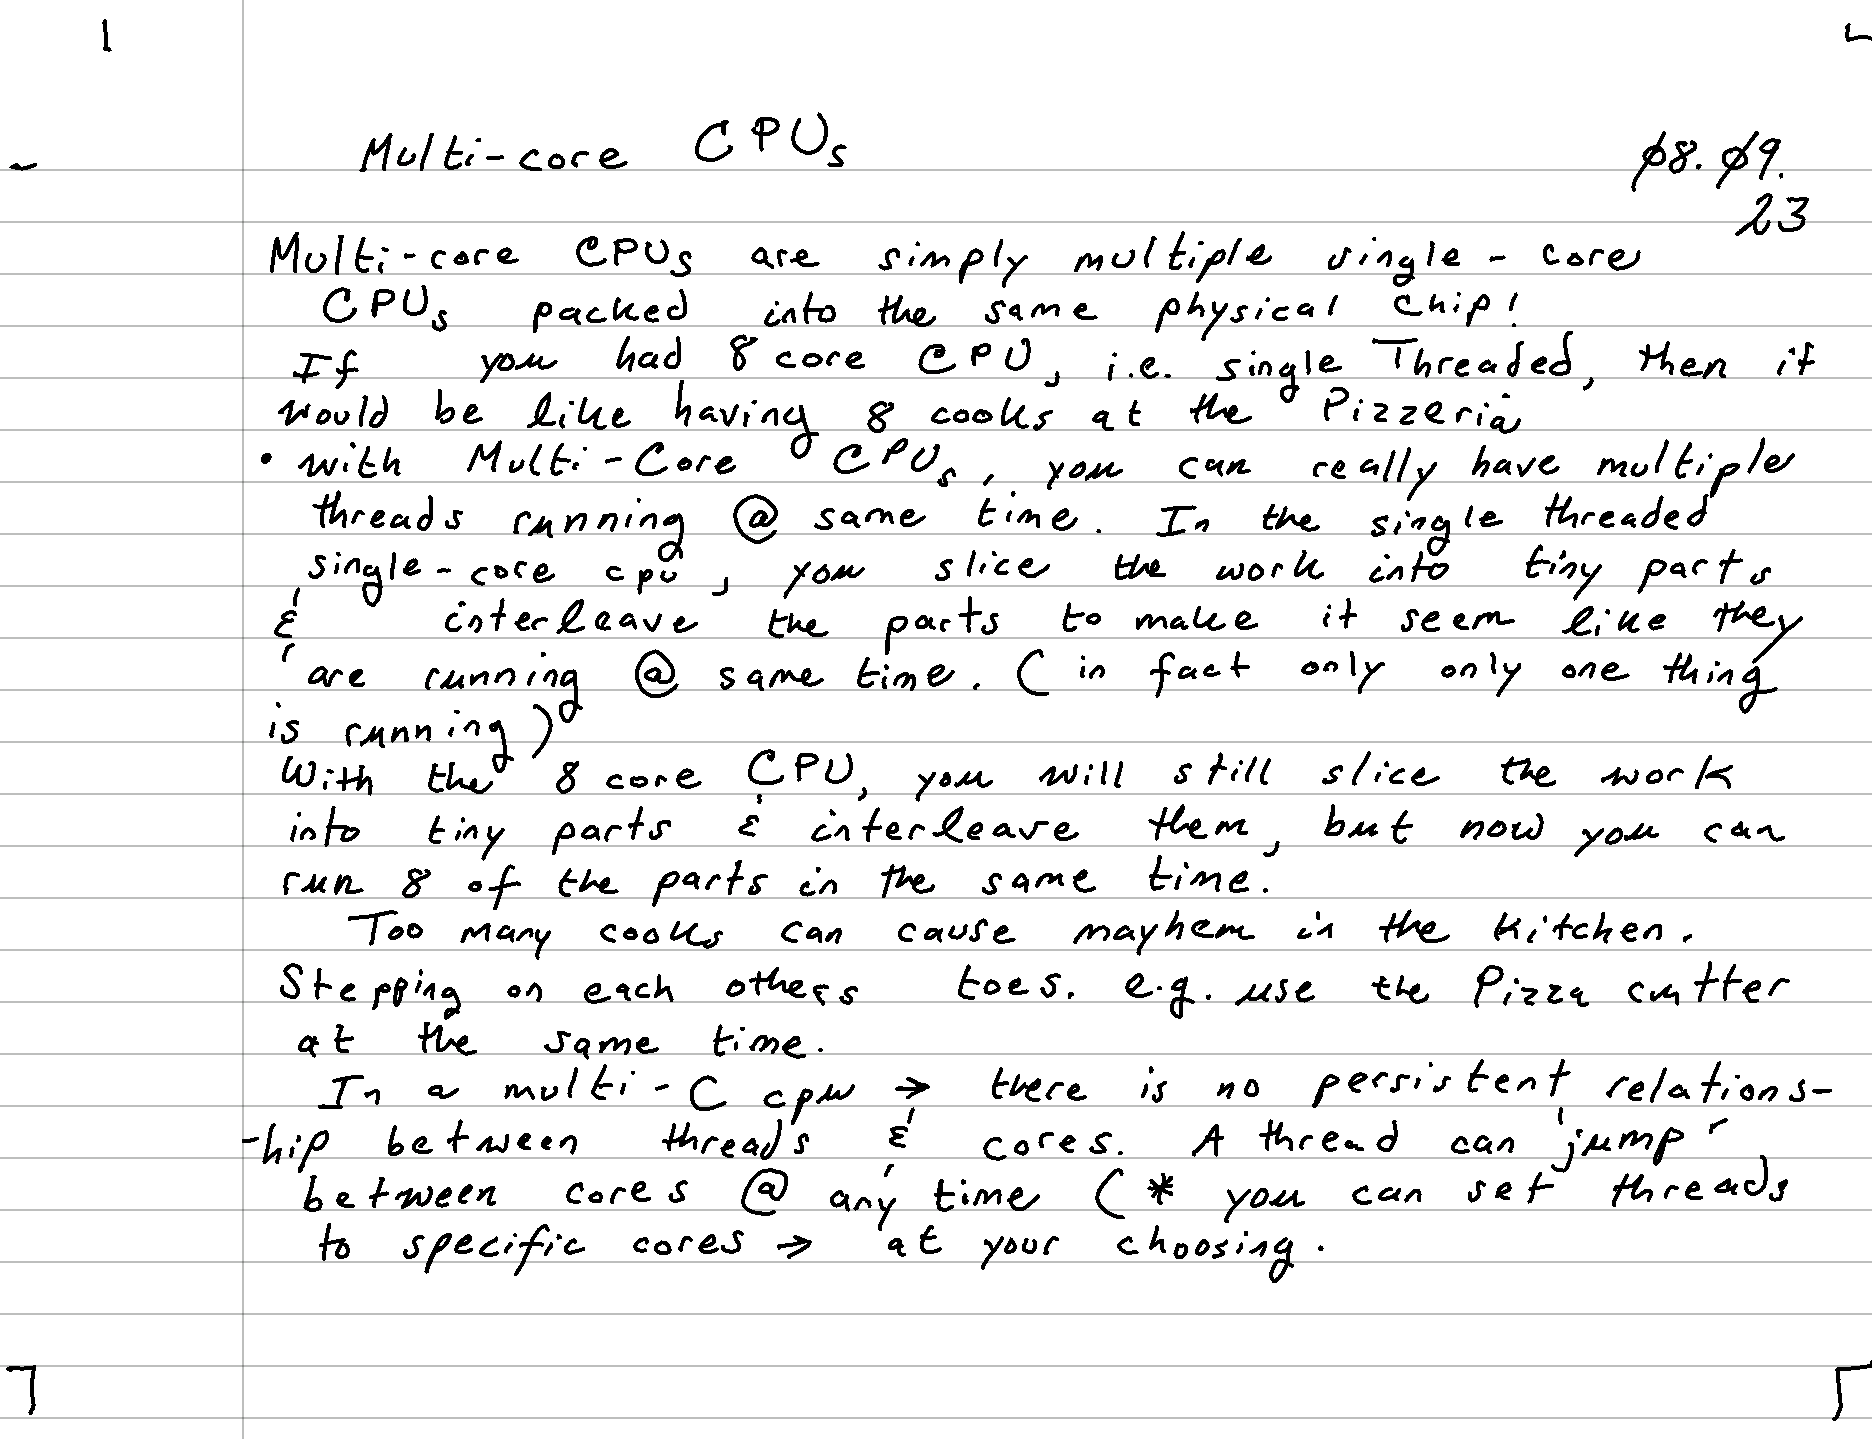 Multi-core CPUs
08.09.
23
Multi-core CPUs are simply multiple single-core
CPUs packed into the same physical chip!
If you had 8 core CPU, i.e. single Threaded, then it
would be like having 8 cooks at the Pizzeria
• with Multi-Core CPUs, you can really have multiple
threads running @ same time. In the single threaded
single-core cpu, you slice the work into tiny parts
& interleave the parts to make it seem like they
are running @ same time. (in fact only only one thing
is running)
With the 8 core CPU, you will still slice the work
into tiny parts & interleave them, but now you can
run 8 of the parts in the same time.
Too many cooks can cause mayhem in the kitchen.
Stepping on each others toes. e.g. use the Pizza cutter
at the same time.
In a multi-C cpu → there is no persistent relations-
-hip between threads & cores. A thread can 'jump'
between cores @ any time (* you can set threads
to specific cores → at your choosing.